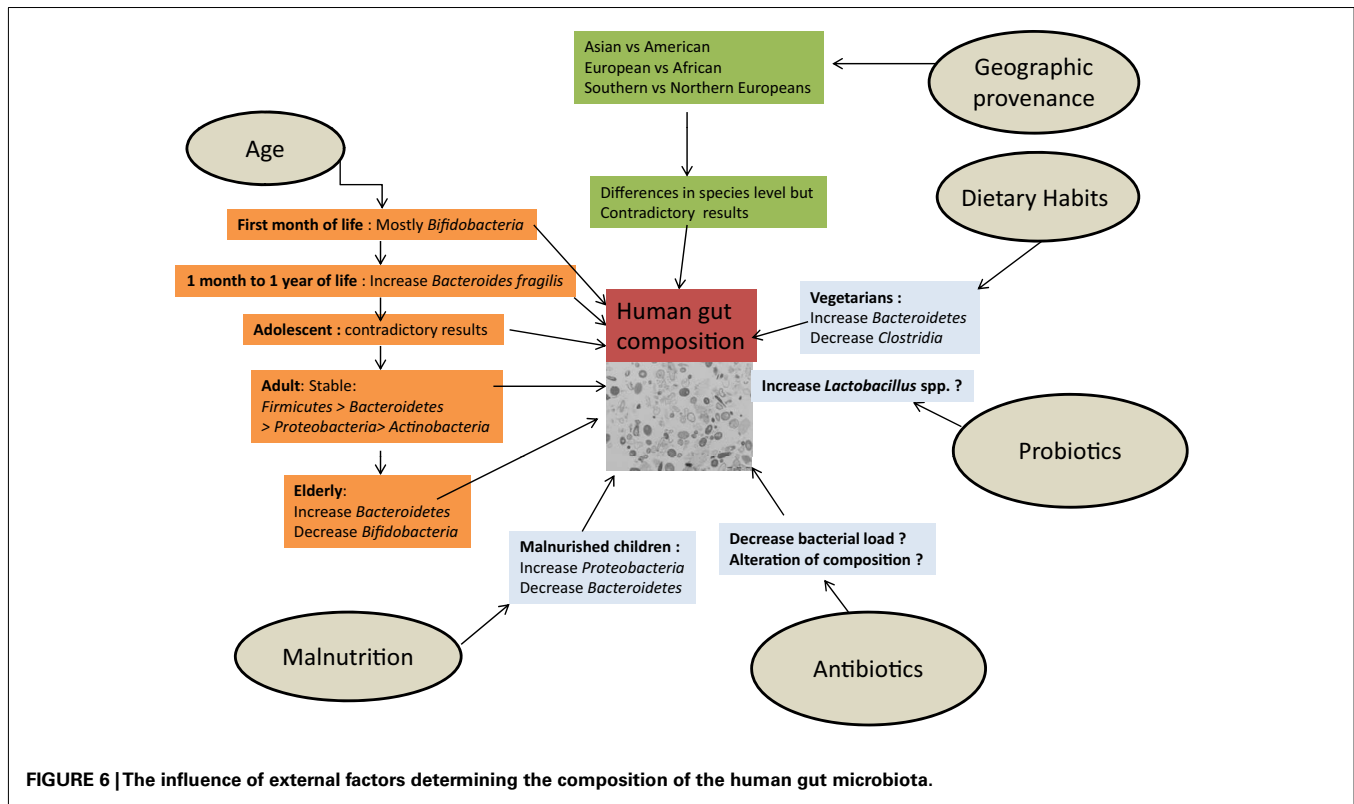 Asian vs American
European vs African
Southern vs Northern Europeans
Geographic
provenance
Age
Differences in species level but
Contradictory results
Dietary Habits
First month of life : Mostly Bifidobacteria
1 month to 1 year of life : Increase Bacteroides fragilis
Adolescent : contradictory results
Adult: Stable:
Firmicutes > Bacteroidetes
> Proteobacteria> Actinobacteria
Elderly:
Increase Bacteroidetes
Decrease Bifidobacteria
Human gut
composition
Vegetarians :
Increase Bacteroidetes
Decrease Clostridia
Increase Lactobacillus spp. ?
Probiotics
Malnurished children :
Increase Proteobacteria
Decrease Bacteroidetes
Decrease bacterial load ?
Alteration of composition ?
Malnutrition
Antibiotics
FIGURE 6 | The influence of external factors determining the composition of the human gut microbiota.